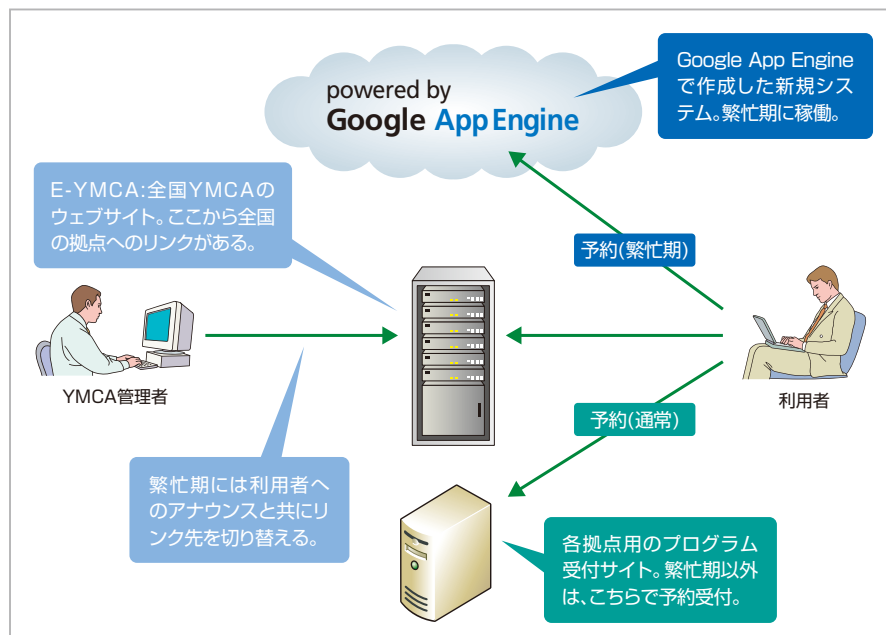 powered by
Google App Engine
Google App Engine
で作成した新規シス
テム。繁忙期に稼働。
E-YMCA:全国YMCAの
ウェブサイト。ここから全国
の拠点へのリンクがある。
予約(繁忙期)
YMCA管理者
利用者
予約(通常)
繁忙期には利用者へ
のアナウンスと共にリ
ンク先を切り替える。
各拠点用のプログラム
受付サイト。繁忙期以外
は、こちらで予約受付。